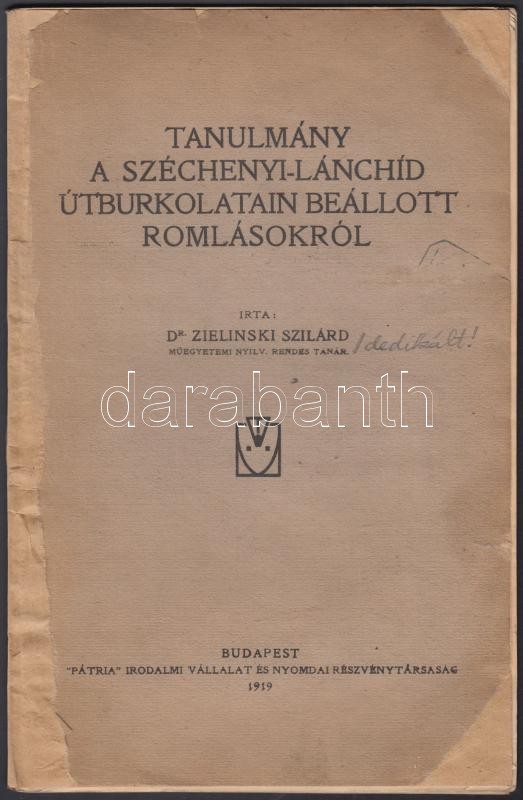 TANULMÁNY
A SZÉCHENYI-LÁNCHÍD
ÚTBURKOLATAIN BEÁLLOTT
ROMLÁSOKRÓL
IRTA:
DR. ZIELINSKI SZILÁRD
MŰEGYETEMI NYILV. RENDES TANÁR.
dedikált!
darabanth
BUDAPEST
"PÁTRIA" IRODALMI VÁLLALAT ÉS NYOMDAI RÉSZVÉNYTÁRSASÁG
1919